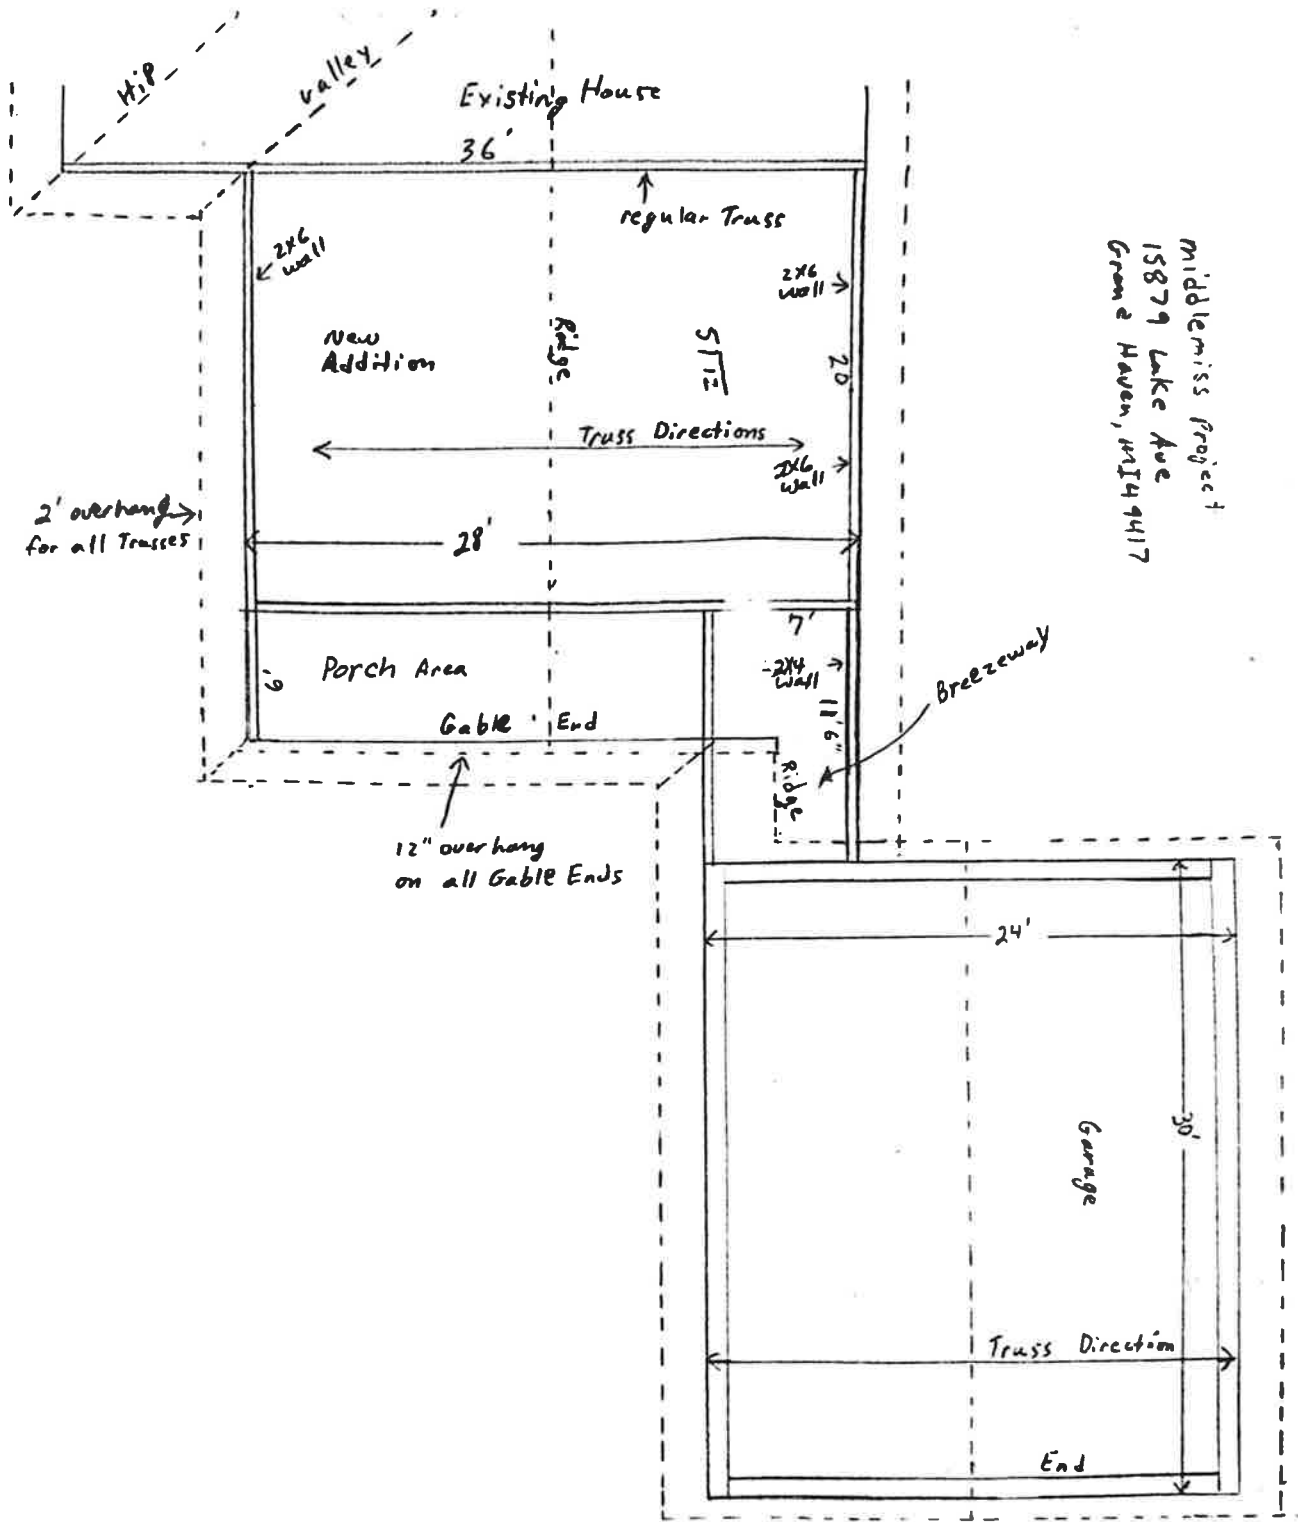 Hip
valley
Existing House
36'
regular Truss
2x6
wall
2x6
wall
New
Addition
Ridge
5/12
20
Truss Directions
2x6
wall
2' overhang
for all Trusses
28'
7'
Porch Area
6'
2x4
wall
11'6"
Breezeway
Gable End
Ridge
12" overhang
on all Gable Ends
24'
30'
Garage
Truss Direction
End
middlemiss Project
15879 Lake Ave
Grand Haven, MI 49417